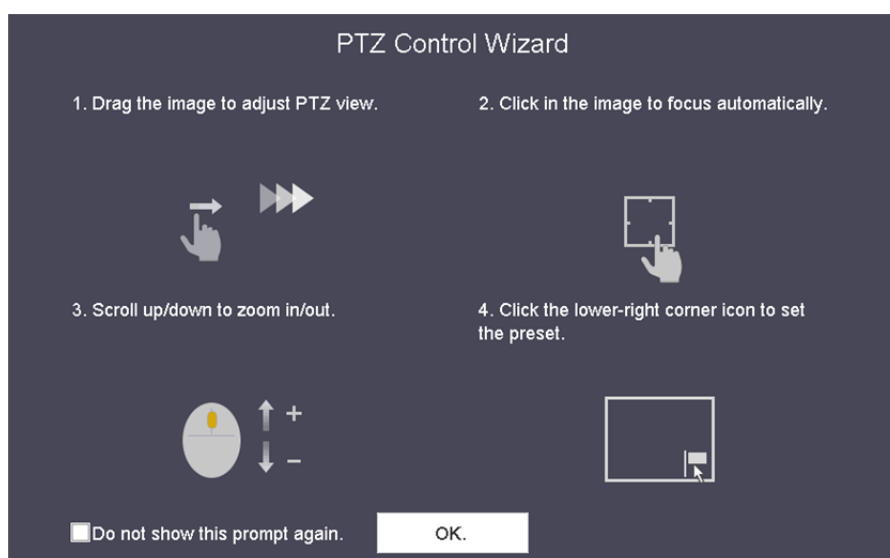 PTZ Control Wizard
1. Drag the image to adjust PTZ view.
2. Click in the image to focus automatically.
3. Scroll up/down to zoom in/out.
4. Click the lower-right corner icon to set
the preset.
Do not show this prompt again.
OK.